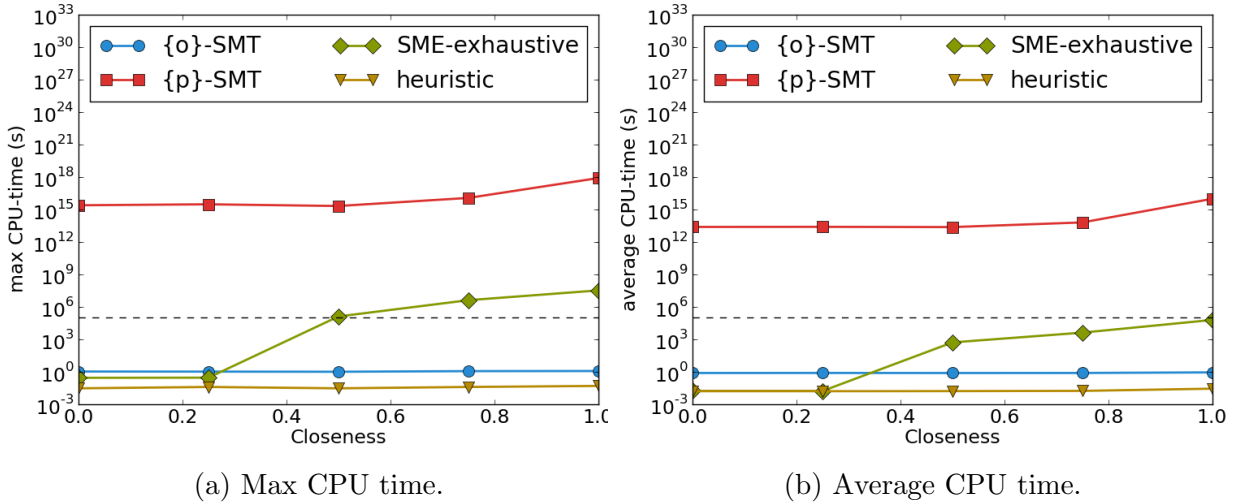 {o}-SMT
{p}-SMT
SME-exhaustive
heuristic
max CPU-time (s)
10^33
10^30
10^27
10^24
10^21
10^18
10^15
10^12
10^9
10^6
10^3
10^0
10^-3
0.0 0.2 0.4 0.6 0.8 1.0
Closeness
(a) Max CPU time.
{o}-SMT
{p}-SMT
SME-exhaustive
heuristic
average CPU-time (s)
10^33
10^30
10^27
10^24
10^21
10^18
10^15
10^12
10^9
10^6
10^3
10^0
10^-3
0.0 0.2 0.4 0.6 0.8 1.0
Closeness
(b) Average CPU time.